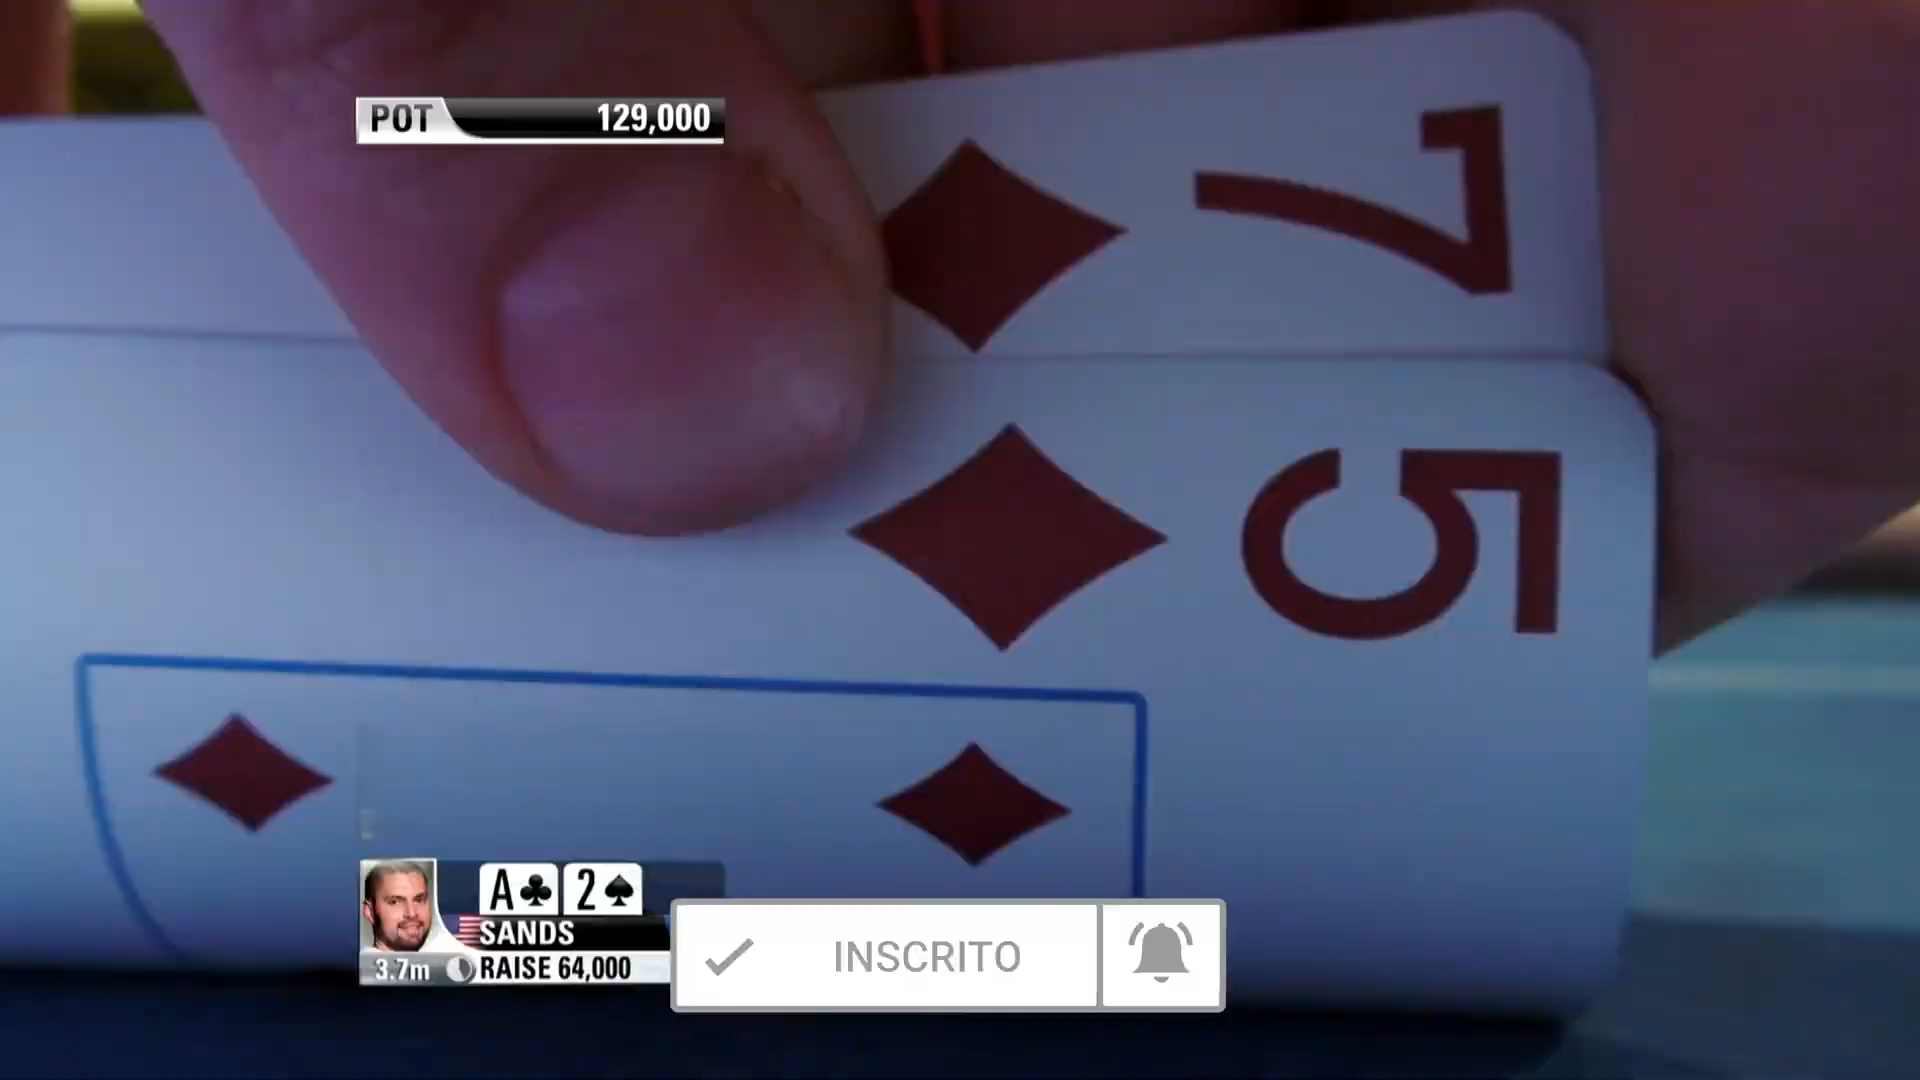 POT 129,000
7
5
A♣ 2♠
SANDS
3.7m RAISE 64,000
INSCRITO